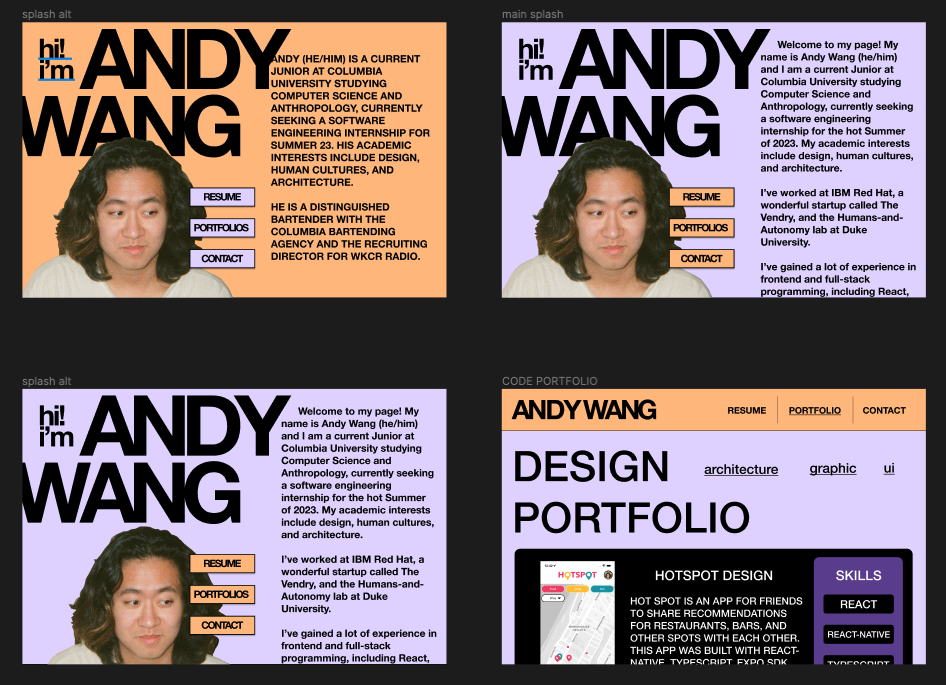 splash alt
hi!
i'm
ANDY
WANG
ANDY (HE/HIM) IS A CURRENT
JUNIOR AT COLUMBIA
UNIVERSITY STUDYING
COMPUTER SCIENCE AND
ANTHROPOLOGY, CURRENTLY
SEEKING A SOFTWARE
ENGINEERING INTERNSHIP FOR
SUMMER 23. HIS ACADEMIC
INTERESTS INCLUDE DESIGN,
HUMAN CULTURES, AND
ARCHITECTURE.
HE IS A DISTINGUISHED
BARTENDER WITH THE
COLUMBIA BARTENDING
AGENCY AND THE RECRUITING
DIRECTOR FOR WKCR RADIO.
RESUME
PORTFOLIOS
CONTACT
main splash
hi!
i'm
ANDY
WANG
Welcome to my page! My
name is Andy Wang (he/him)
and I am a current Junior at
Columbia University studying
Computer Science and
Anthropology, currently seeking
a software engineering
internship for the hot Summer
of 2023. My academic interests
include design, human cultures,
and architecture.
I've worked at IBM Red Hat, a
wonderful startup called The
Vendry, and the Humans-and-
Autonomy lab at Duke
University.
I've gained a lot of experience in
frontend and full-stack
programming, including React,
RESUME
PORTFOLIOS
CONTACT
splash alt
hi!
i'm
ANDY
WANG
Welcome to my page! My
name is Andy Wang (he/him)
and I am a current Junior at
Columbia University studying
Computer Science and
Anthropology, currently seeking
a software engineering
internship for the hot Summer
of 2023. My academic interests
include design, human cultures,
and architecture.
I've worked at IBM Red Hat, a
wonderful startup called The
Vendry, and the Humans-and-
Autonomy lab at Duke
University.
I've gained a lot of experience in
frontend and full-stack
programming, including React,
RESUME
PORTFOLIOS
CONTACT
CODE PORTFOLIO
ANDY WANG
RESUME
PORTFOLIO
CONTACT
DESIGN
PORTFOLIO
architecture
graphic
ui
HOTSPOT
HOTSPOT DESIGN
HOT SPOT IS AN APP FOR FRIENDS
TO SHARE RECOMMENDATIONS
FOR RESTAURANTS, BARS, AND
OTHER SPOTS WITH EACH OTHER.
THIS APP WAS BUILT WITH REACT-
NATIVE, TYPESCRIPT, EXPO SDK,
SKILLS
REACT
REACT-NATIVE
TYPESCRIPT